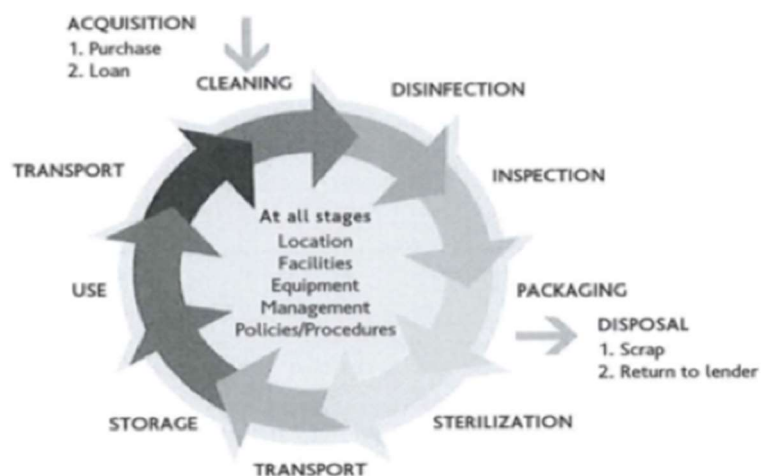 ACQUISITION
1. Purchase
2. Loan
CLEANING
DISINFECTION
INSPECTION
PACKAGING
DISPOSAL
1. Scrap
2. Return to lender
STERILIZATION
TRANSPORT
STORAGE
USE
TRANSPORT
At all stages
Location
Facilities
Equipment
Management
Policies/Procedures